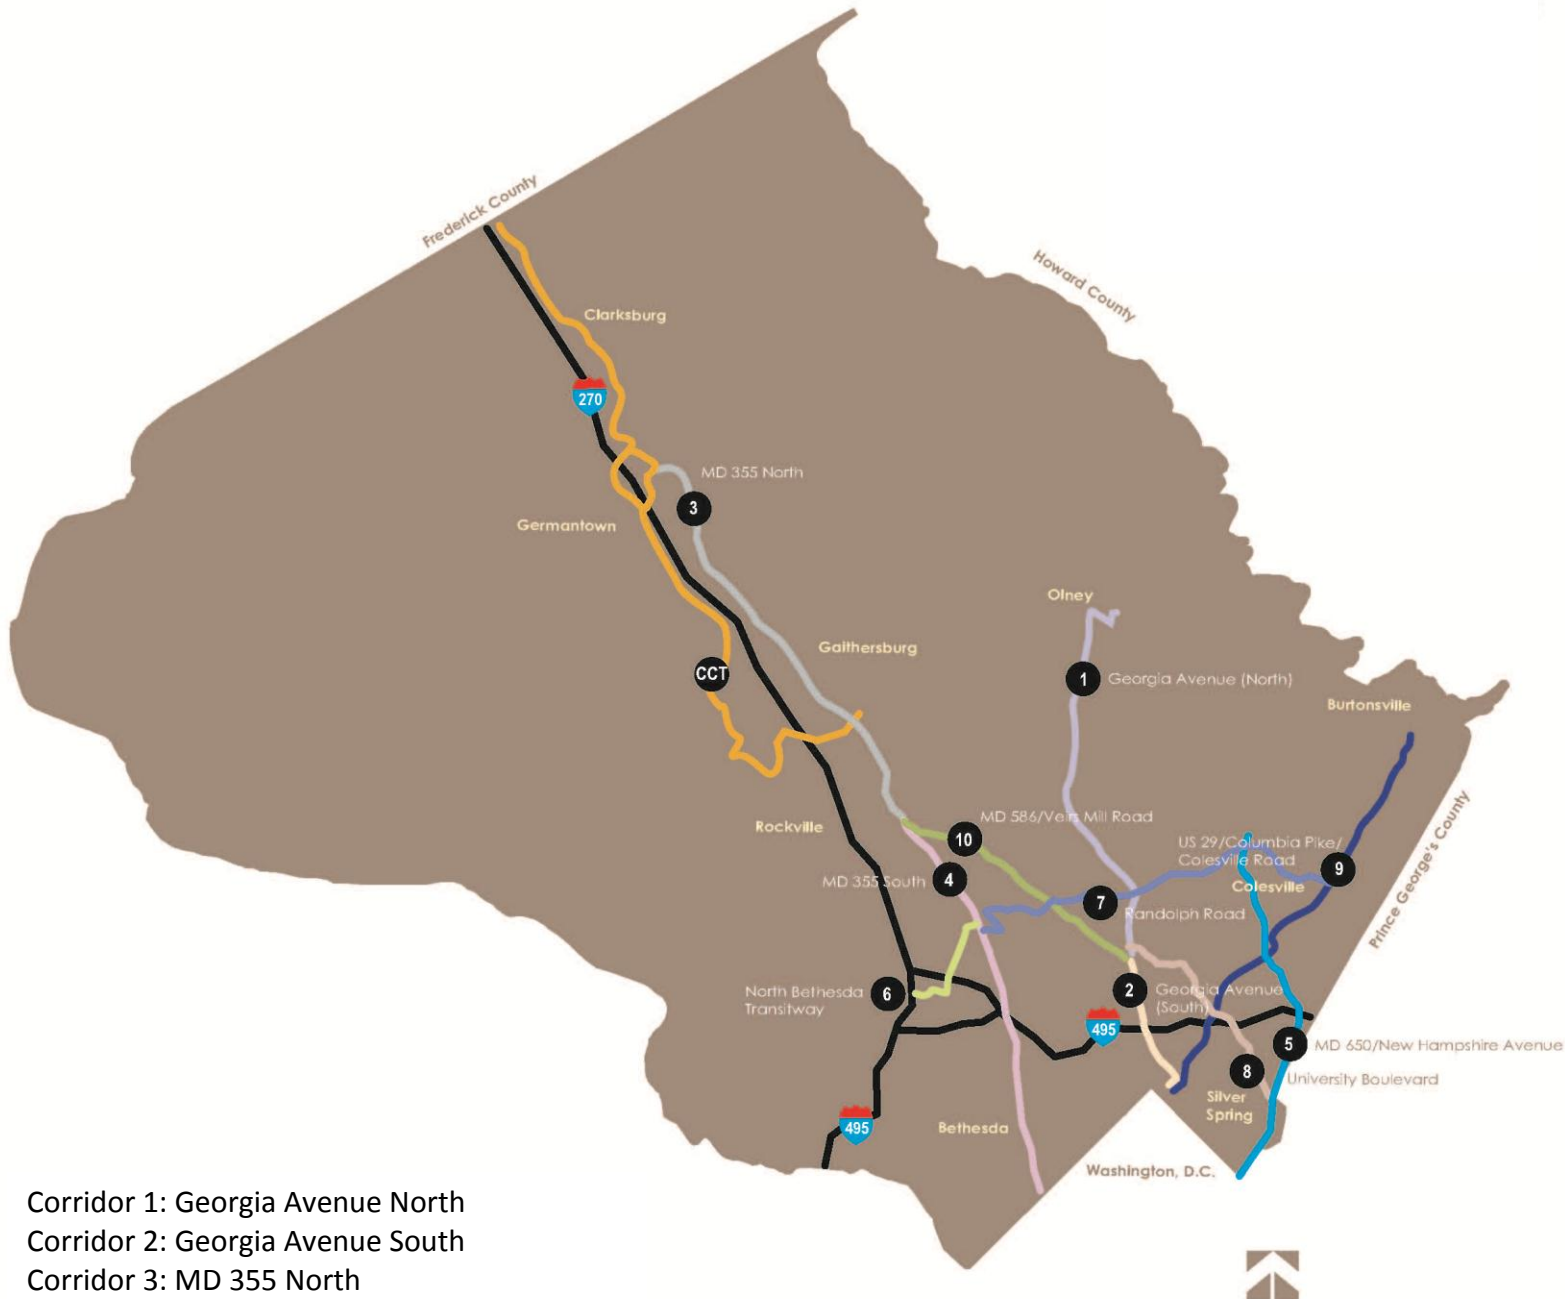 Frederick County
Howard County
Clarksburg
270
MD 355 North
3
Germantown
Olney
Gaithersburg
CCT
1
Georgia Avenue (North)
Burtonsville
Prince George's County
MD 586/Veirs Mill Road
Rockville
10
US 29/Columbia Pike/
Colesville Road
9
MD 355 South
4
Colesville
7
Randolph Road
North Bethesda
Transitway
6
2
Georgia Avenue
(South)
495
5
MD 650/New Hampshire Avenue
8
University Boulevard
Silver
Spring
495
Bethesda
Washington, D.C.
Corridor 1: Georgia Avenue North
Corridor 2: Georgia Avenue South
Corridor 3: MD 355 North